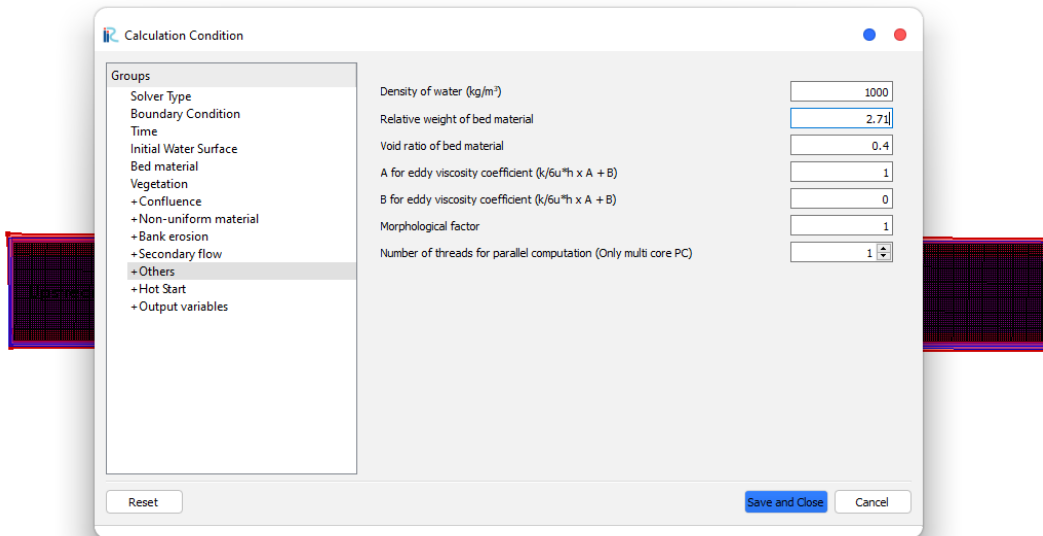 Calculation Condition
Groups
Solver Type
Boundary Condition
Time
Initial Water Surface
Bed material
Vegetation
+Confluence
+Non-uniform material
+Bank erosion
+Secondary flow
+Others
+Hot Start
+Output variables
Density of water (kg/m³) 1000
Relative weight of bed material 2.71
Void ratio of bed material 0.4
A for eddy viscosity coefficient (k/6u*h x A + B) 1
B for eddy viscosity coefficient (k/6u*h x A + B) 0
Morphological factor 1
Number of threads for parallel computation (Only multi core PC) 1
Reset Save and Close Cancel